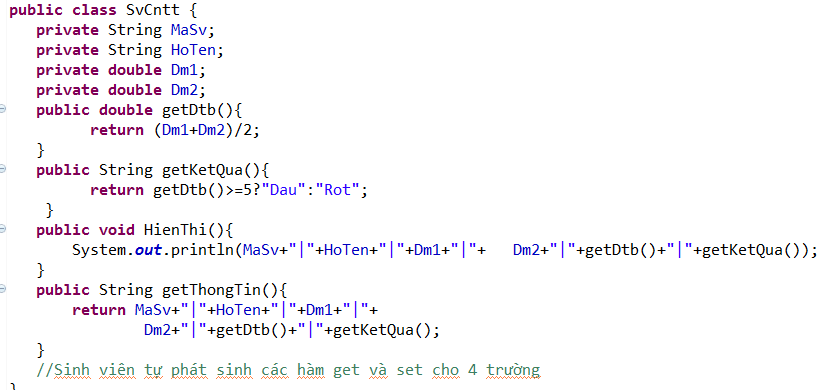 public class SvCntt {
private String MaSv;
private String HoTen;
private double Dm1;
private double Dm2;
public double getDtb(){
return (Dm1+Dm2)/2;
}
public String getKetQua(){
return getDtb()>=5?"Dau":"Rot";
}
public void HienThi(){
System.out.println(MaSv+"|"+HoTen+"|"+Dm1+"|"+   Dm2+"|"+getDtb()+"|"+getKetQua());
}
public String getThongTin(){
return MaSv+"|"+HoTen+"|"+Dm1+"|"+
Dm2+"|"+getDtb()+"|"+getKetQua();
}
//Sinh viên tự phát sinh các hàm get và set cho 4 trường
}